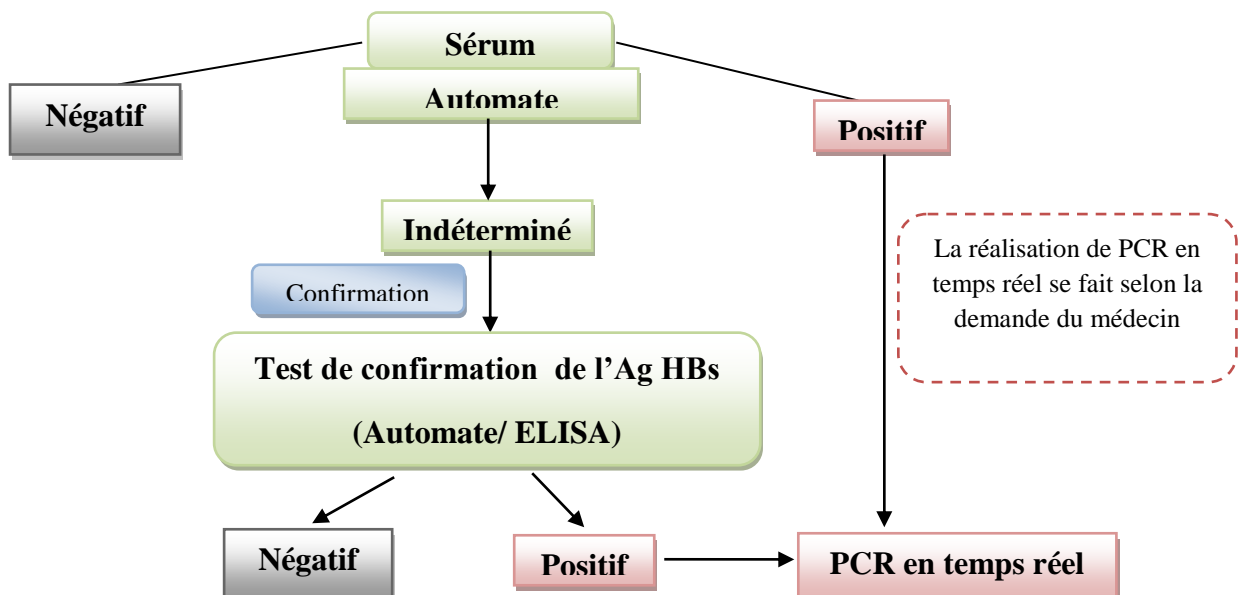 Sérum
Automate
Négatif
Positif
Indéterminé
La réalisation de PCR en
temps réel se fait selon la
demande du médecin
Confirmation
Test de confirmation de l’Ag HBs
(Automate/ ELISA)
Négatif
Positif
PCR en temps réel